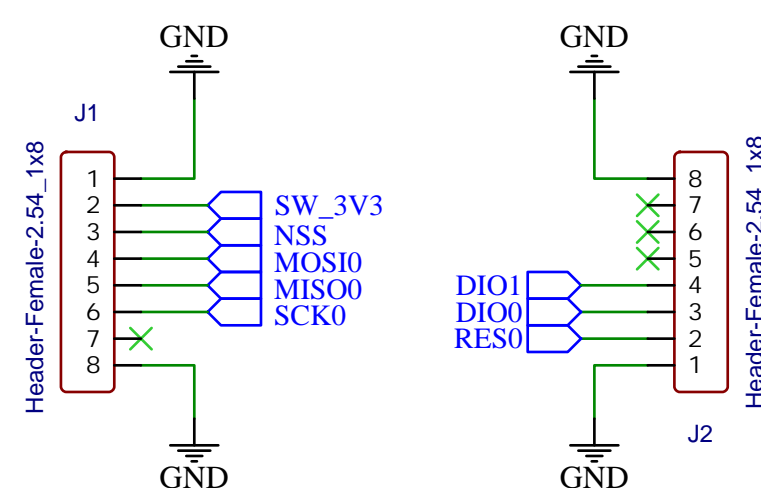 GND
J1
Header-Female-2.54_1x8
1
2
3
4
5
6
7
8
SW_3V3
NSS
MOSI0
MISO0
SCK0
GND
GND
8
7
6
5
4
3
2
1
DIO1
DIO0
RES0
Header-Female-2.54_1x8
J2
GND